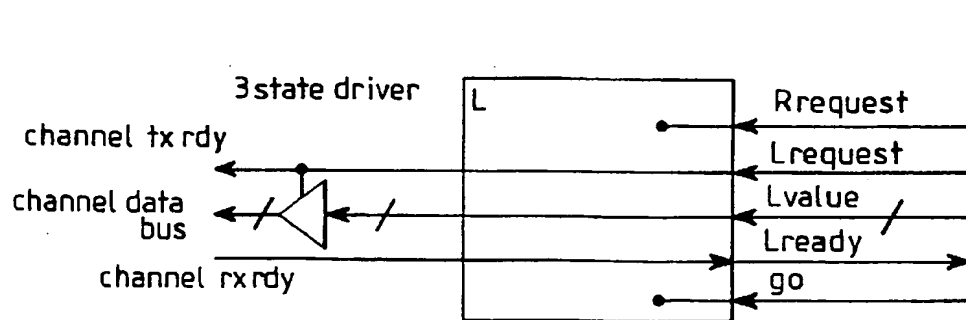 3state driver
L
Rrequest
channel tx rdy
Lrequest
channel data
bus
Lvalue
Lready
channel rxrdy
go